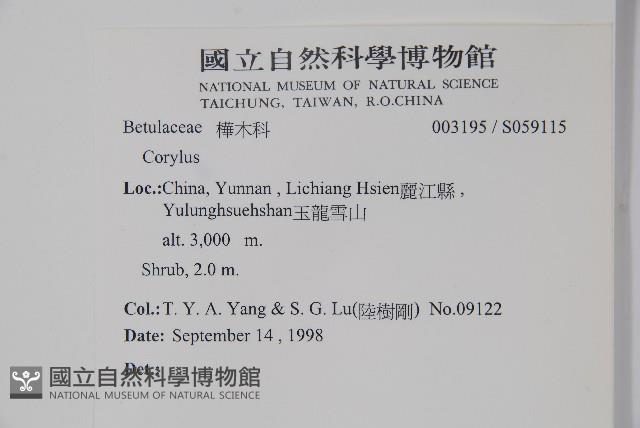 國立自然科學博物館
NATIONAL MUSEUM OF NATURAL SCIENCE
TAICHUNG, TAIWAN, R.O.CHINA
Betulaceae 樺木科 003195 / S059115
Corylus
Loc.:China, Yunnan , Lichiang Hsien麗江縣 ,
Yulunghsuehshan玉龍雪山
alt. 3,000 m.
Shrub, 2.0 m.
Col.: T. Y. A. Yang & S. G. Lu(陸樹剛) No.09122
Date: September 14 , 1998
Det.:
國立自然科學博物館
NATIONAL MUSEUM OF NATURAL SCIENCE